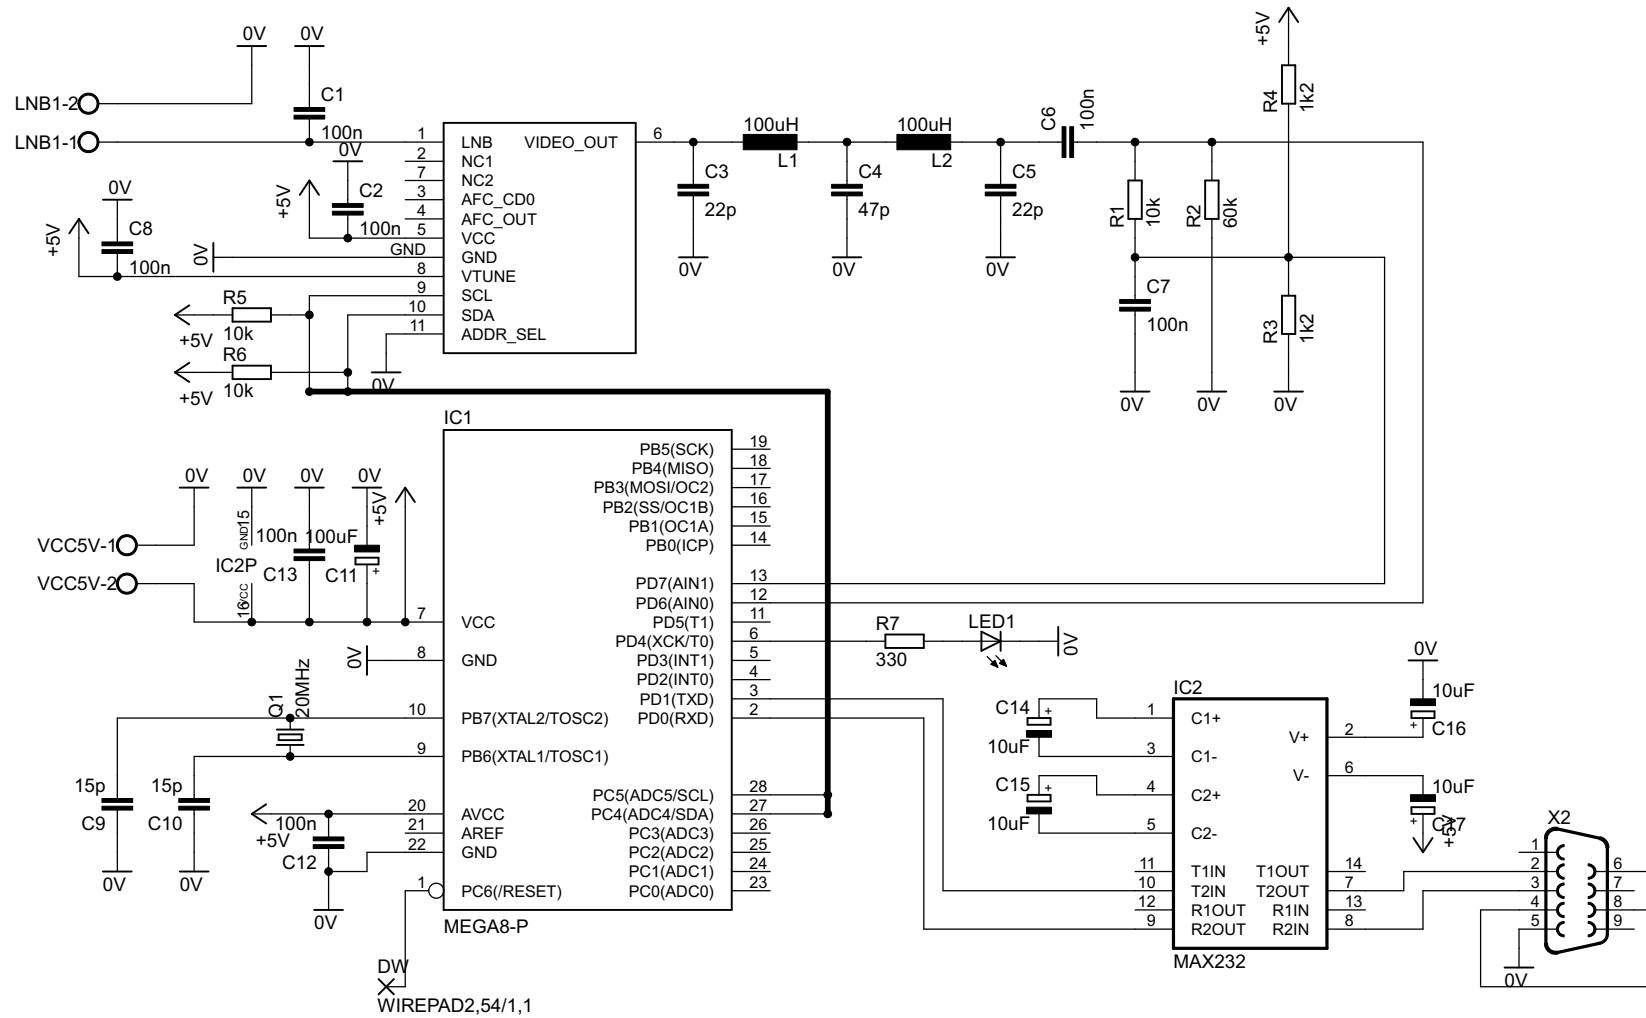 0V
0V
+5V
LNB1-2
C1
100n
R4
1k2
LNB1-1
1
LNB
VIDEO_OUT
6
100uH
L1
100uH
L2
C6
100n
2
NC1
7
NC2
3
AFC_CD0
4
AFC_OUT
5
VCC
GND
GND
8
VTUNE
9
SCL
10
SDA
11
ADDR_SEL
0V
C2
100n
+5V
0V
C8
100n
+5V
0V
C3
22p
0V
C4
47p
0V
C5
22p
0V
R1
10k
R2
60k
C7
100n
R3
1k2
0V
0V
0V
R5
10k
+5V
R6
10k
+5V
0V
IC1
PB5(SCK)
19
PB4(MISO)
18
PB3(MOSI/OC2)
17
PB2(SS/OC1B)
16
PB1(OC1A)
15
PB0(ICP)
14
PD7(AIN1)
13
PD6(AIN0)
12
PD5(T1)
11
PD4(XCK/T0)
6
PD3(INT1)
5
PD2(INT0)
4
PD1(TXD)
3
PD0(RXD)
2
PC5(ADC5/SCL)
28
PC4(ADC4/SDA)
27
PC3(ADC3)
26
PC2(ADC2)
25
PC1(ADC1)
24
PC0(ADC0)
23
0V
0V
0V
0V
+5V
VCC5V-1
VCC5V-2
GND
15
IC2P
16
VCC
100n
C13
100uF
C11
+
7
VCC
0V
8
GND
Q1
20MHz
10
PB7(XTAL2/TOSC2)
9
PB6(XTAL1/TOSC1)
15p
C9
0V
15p
C10
0V
20
AVCC
21
AREF
22
GND
+5V
100n
C12
0V
1
PC6(/RESET)
MEGA8-P
DW
WIREPAD2,54/1,1
R7
330
LED1
0V
IC2
C14
+
10uF
1
C1+
3
C1-
C15
+
10uF
4
C2+
5
C2-
V+
2
V-
6
0V
10uF
+
C16
10uF
+
C17
+5V
11
T1IN
T1OUT
14
10
T2IN
T2OUT
7
12
R1OUT
R1IN
13
9
R2OUT
R2IN
8
MAX232
X2
1
2
3
4
5
6
7
8
9
0V